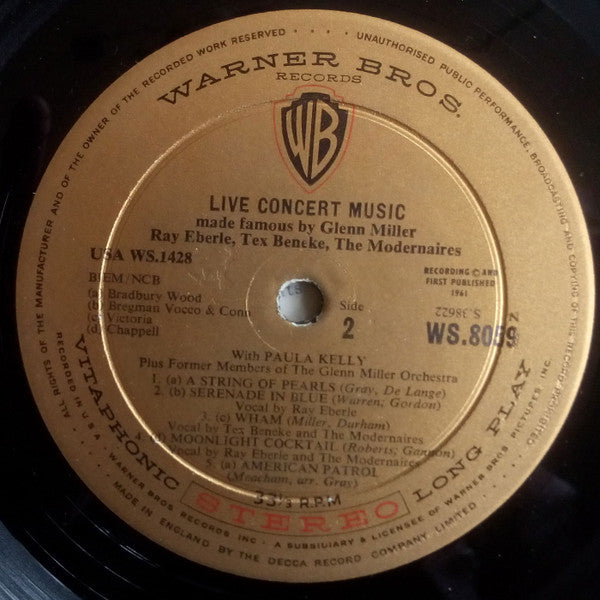 ALL RIGHTS OF THE MANUFACTURER AND OF THE OWNER OF THE RECORDED WORK RESERVED · UNAUTHORISED PUBLIC PERFORMANCE, BROADCASTING AND COPYING OF THIS RECORDING PROHIBITED
WARNER BROS.
RECORDS
WB
LIVE CONCERT MUSIC
made famous by Glenn Miller
Ray Eberle, Tex Beneke, The Modernaires
USA WS.1428
RECORDING © AND
FIRST PUBLISHED
1961
BIEM/NCB
(a) Bradbury Wood
(b) Bregman Vocco & Conn
(c) Victoria
(d) Chappell
Side
2
S. 38622
WS.8059
With PAULA KELLY
Plus Former Members of The Glenn Miller Orchestra
1. (a) A STRING OF PEARLS (Gray, De Lange)
2. (b) SERENADE IN BLUE (Warren; Gordon)
Vocal by Ray Eberle
3. (c) WHAM (Miller, Durham)
Vocal by Tex Beneke and The Modernaires
4. (d) MOONLIGHT COCKTAIL (Roberts; Gannon)
Vocal by Ray Eberle and The Modernaires
5. (a) AMERICAN PATROL
(Meacham, arr. Gray)
33⅓ R.P.M
VITAPHONIC STEREO LONG PLAY
RECORDED IN U.S.A. · WARNER BROS RECORDS INC · A SUBSIDIARY & LICENSEE OF WARNER BROS PICTURES INC.
MADE IN ENGLAND BY THE DECCA RECORD COMPANY LIMITED.